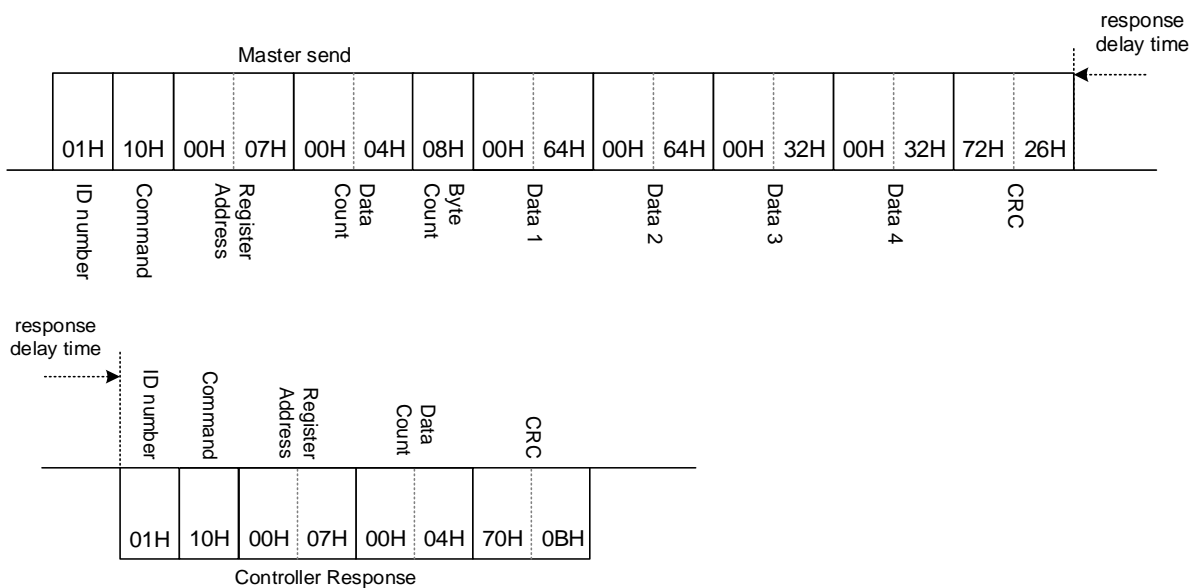 response
delay time
Master send
01H 10H 00H 07H 00H 04H 08H 00H 64H 00H 64H 00H 32H 00H 32H 72H 26H
ID number
Command
Register
Address
Data
Count
Byte
Count
Data 1
Data 2
Data 3
Data 4
CRC
response
delay time
ID number
Command
Register
Address
Data
Count
CRC
01H 10H 00H 07H 00H 04H 70H 0BH
Controller Response